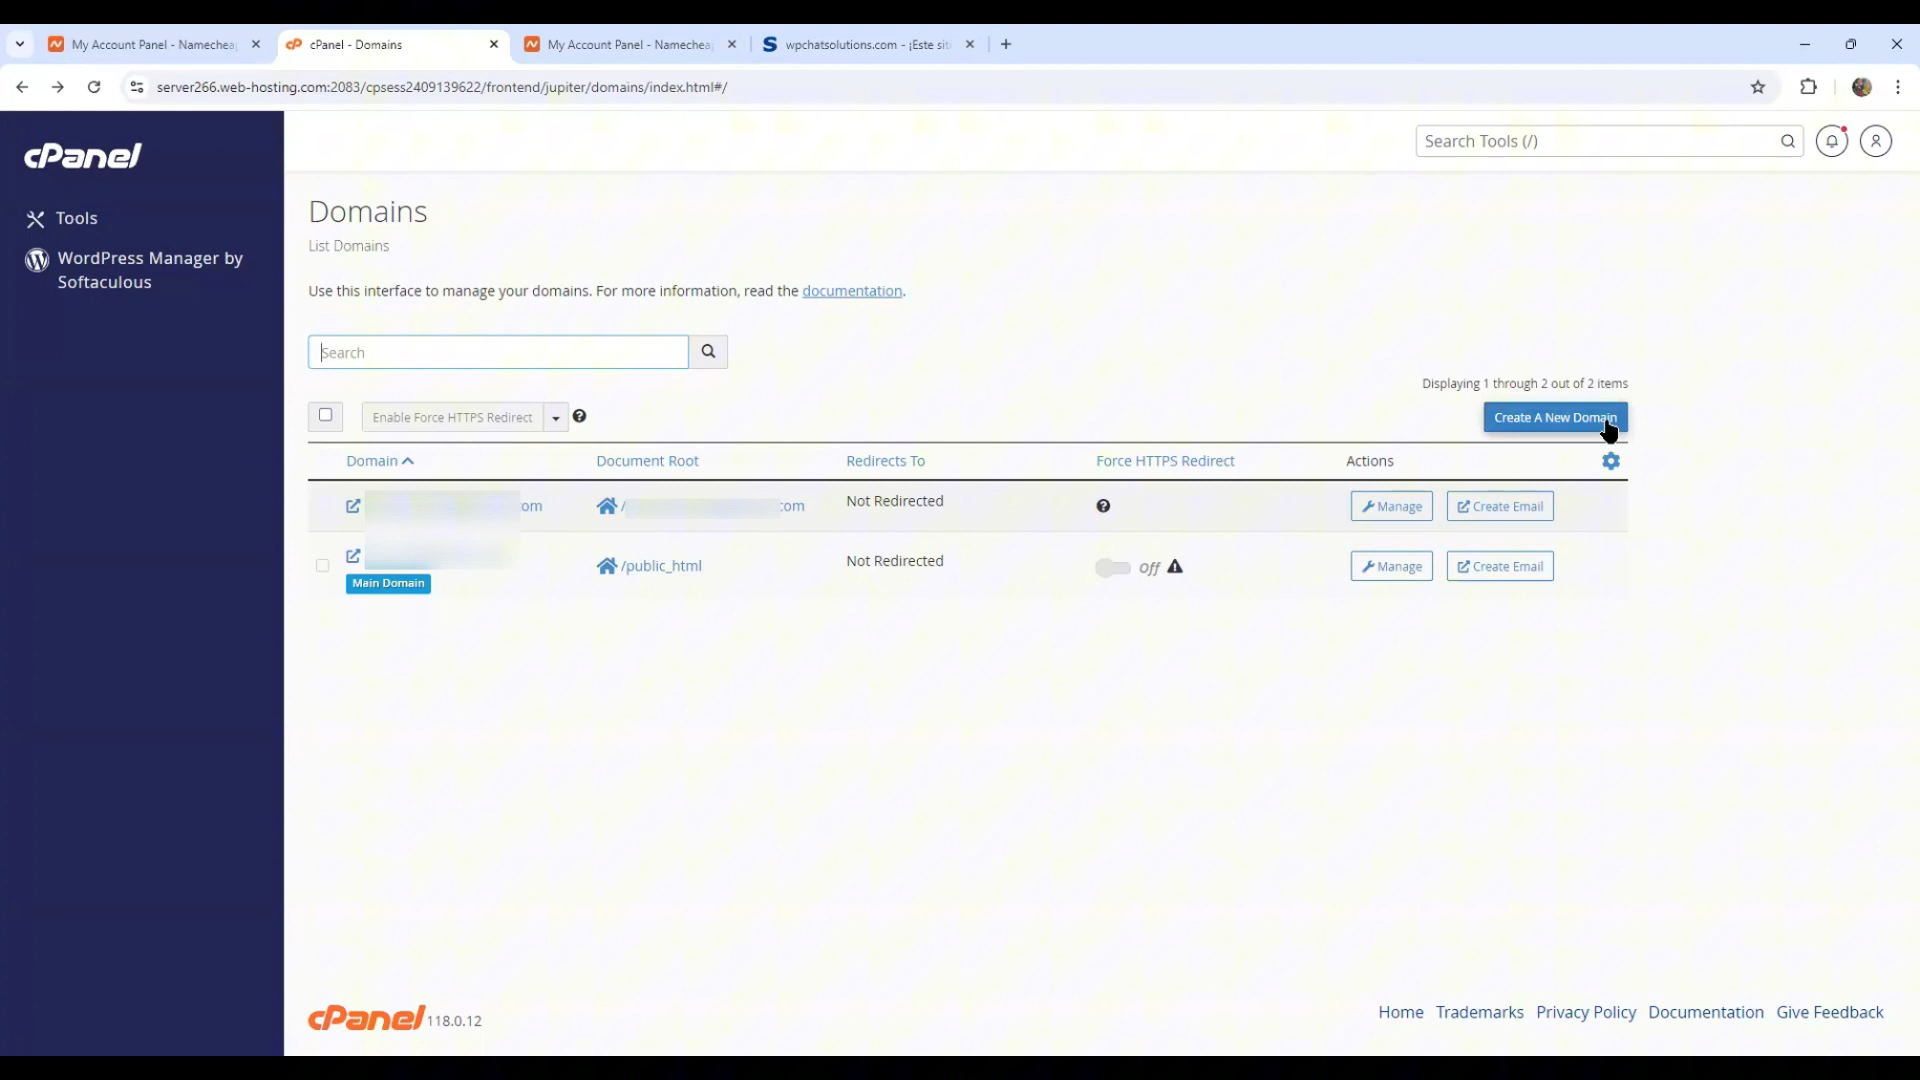 My Account Panel - Namechea
cPanel - Domains
My Account Panel - Namechea
wpchatsolutions.com - ¡Este sit
server266.web-hosting.com:2083/cpsess2409139622/frontend/jupiter/domains/index.html#/
cPanel
Search Tools (/)
Tools
WordPress Manager by
Softaculous
Domains
List Domains
Use this interface to manage your domains. For more information, read the documentation.
Search
Displaying 1 through 2 out of 2 items
Enable Force HTTPS Redirect
Create A New Domain
Domain Document Root Redirects To Force HTTPS Redirect Actions
om / com Not Redirected Manage Create Email
/public_html Not Redirected Off Manage Create Email
Main Domain
cPanel 118.0.12
Home Trademarks Privacy Policy Documentation Give Feedback